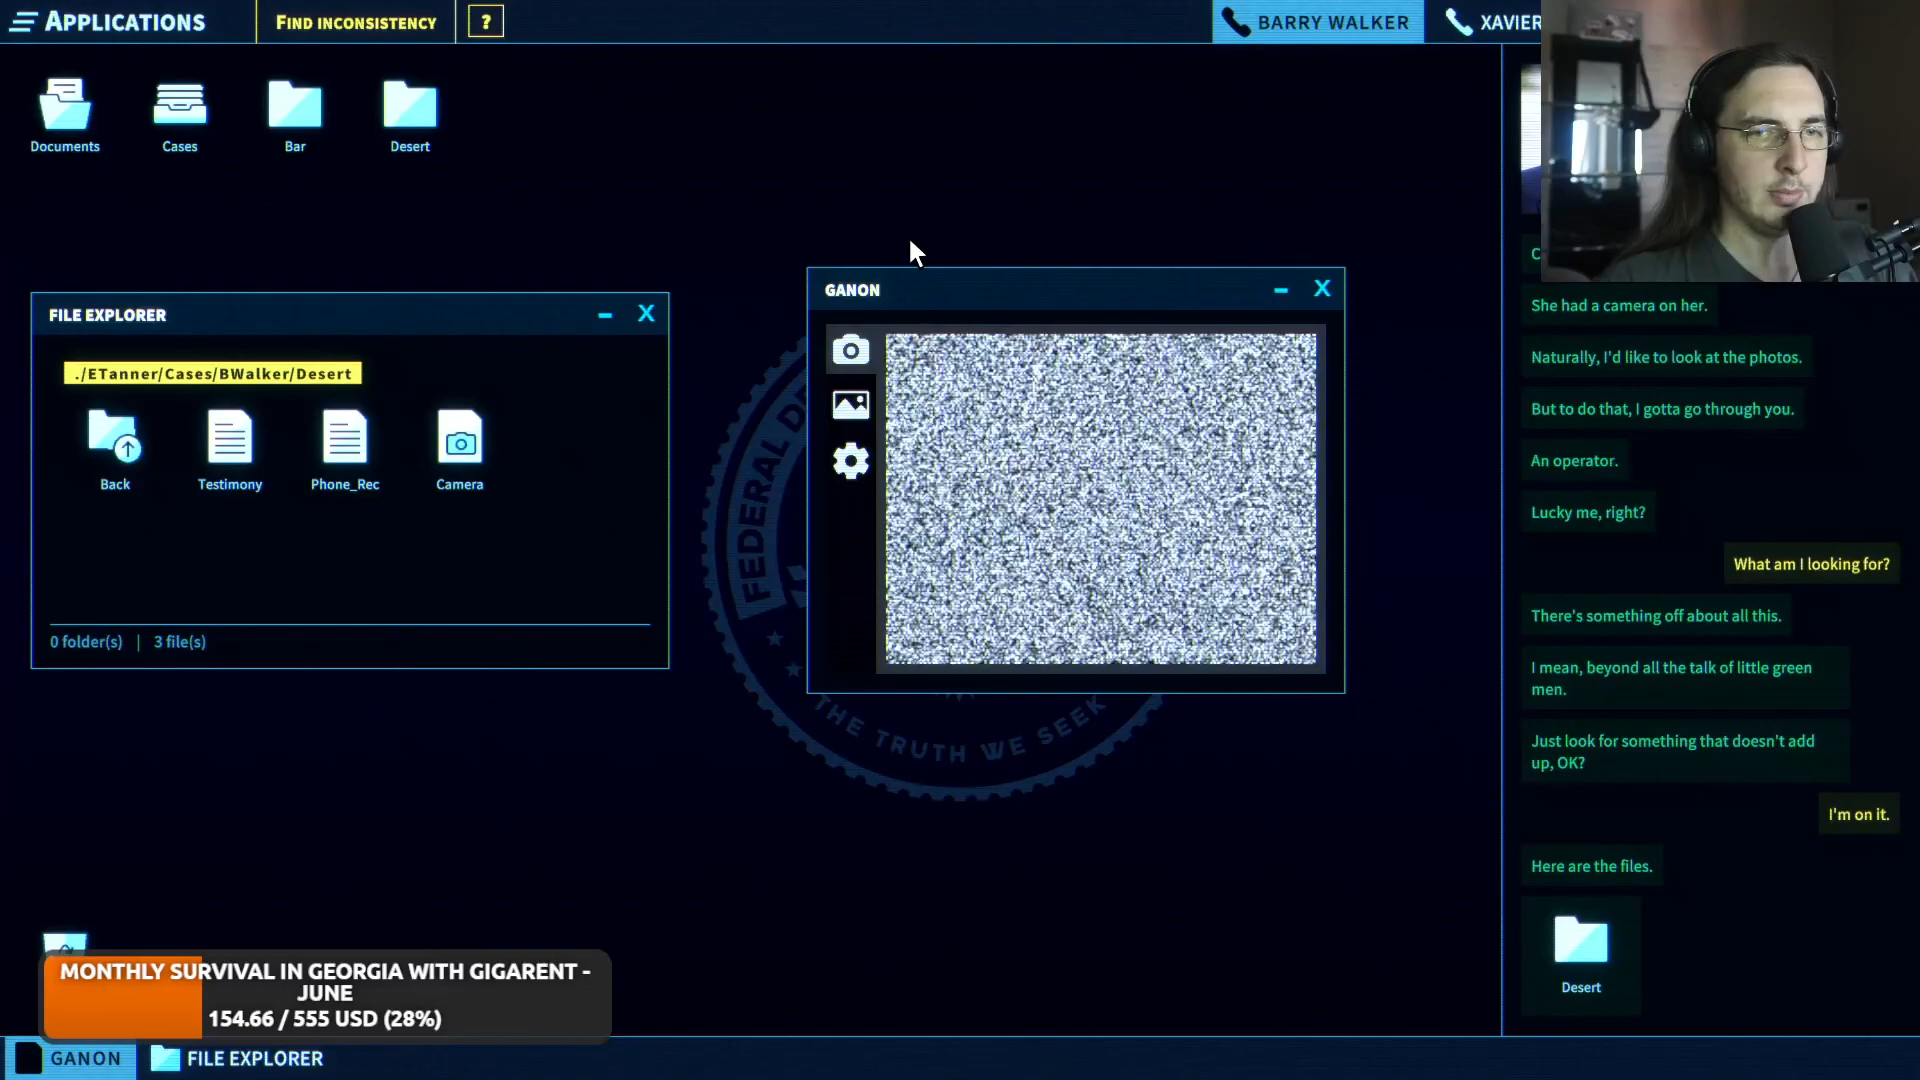 APPLICATIONS
FIND INCONSISTENCY
?
BARRY WALKER
XAVIER
Documents
Cases
Bar
Desert
FILE EXPLORER
./ETanner/Cases/BWalker/Desert
Back
Testimony
Phone_Rec
Camera
0 folder(s) | 3 file(s)
GANON
FEDERAL
THE TRUTH WE SEEK
She had a camera on her.
Naturally, I'd like to look at the photos.
But to do that, I gotta go through you.
An operator.
Lucky me, right?
What am I looking for?
There's something off about all this.
I mean, beyond all the talk of little green
men.
Just look for something that doesn't add
up, OK?
I'm on it.
Here are the files.
Desert
MONTHLY SURVIVAL IN GEORGIA WITH GIGARENT -
JUNE
154.66 / 555 USD (28%)
GANON
FILE EXPLORER